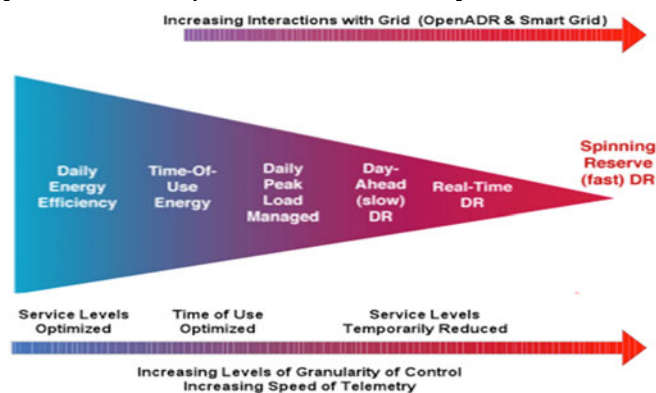 Increasing Interactions with Grid (OpenADR & Smart Grid)
Daily
Energy
Efficiency
Time-Of-
Use
Energy
Daily
Peak
Load
Managed
Day-
Ahead
(slow)
DR
Real-Time
DR
Spinning
Reserve
(fast) DR
Service Levels
Optimized
Time of Use
Optimized
Service Levels
Temporarily Reduced
Increasing Levels of Granularity of Control
Increasing Speed of Telemetry